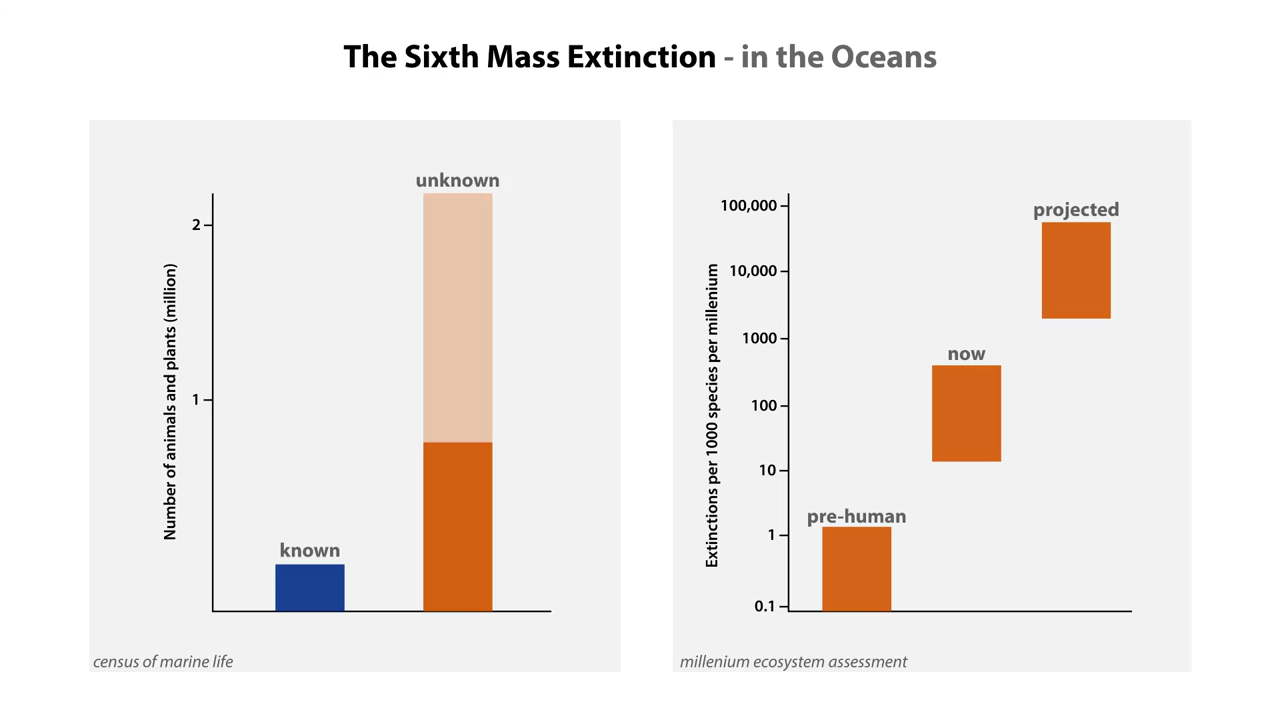 The Sixth Mass Extinction - in the Oceans
Number of animals and plants (million)
2
1
unknown
known
census of marine life
Extinctions per 1000 species per millenium
100,000
10,000
1000
100
10
1
0.1
projected
now
pre-human
millenium ecosystem assessment